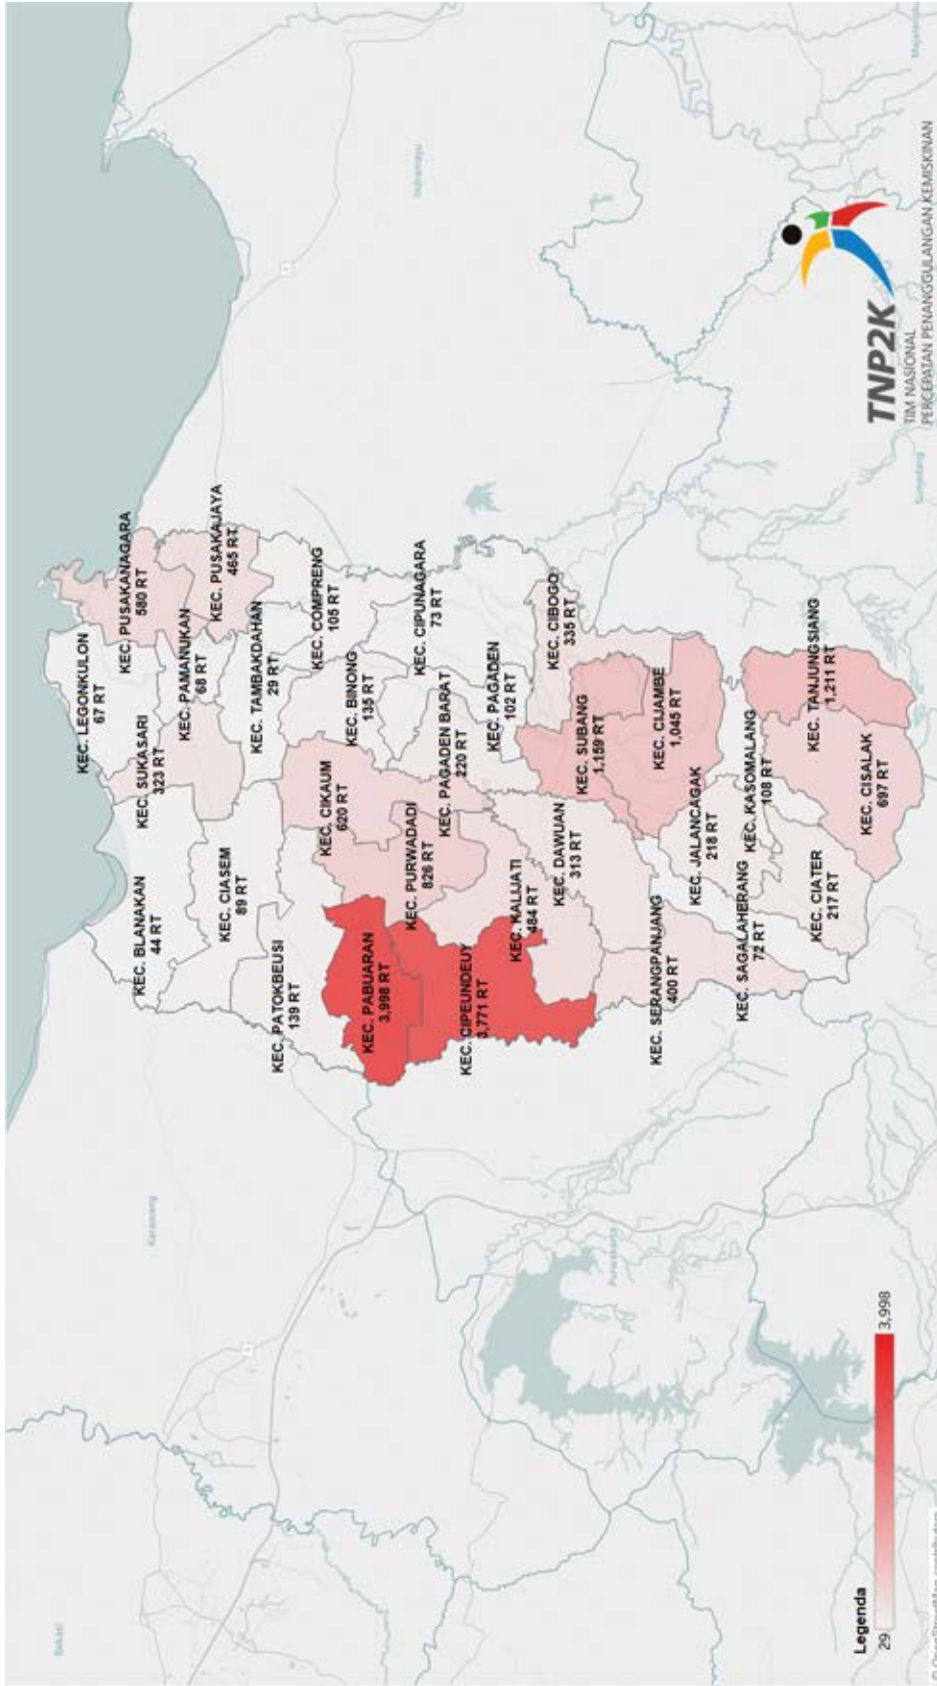 Bekasi
KEC. LEGONKULON
67 RT
KEC. PUSAKANAGARA
580 RT
KEC. BLANAKAN
44 RT
KEC. SUKASARI
323 RT
Karawang
KEC. PAMANUKAN
68 RT
KEC. PUSAKAJAYA
465 RT
KEC. CIASEM
89 RT
KEC. TAMBAKDAHAN
29 RT
KEC. PATOKBEUSI
139 RT
KEC. COMPRENG
105 RT
KEC. CIKAUM
620 RT
KEC. BINONG
135 RT
KEC. PABUARAN
3,998 RT
KEC. PURWADADI
826 RT
Indramayu
KEC. CIPUNAGARA
73 RT
KEC. PAGADEN BARAT
220 RT
KEC. CIPEUNDEUY
3,771 RT
KEC. PAGADEN
102 RT
KEC. KALIJATI
484 RT
KEC. CIBOGO
335 RT
KEC. DAWUAN
313 RT
KEC. SUBANG
1,159 RT
Purwakarta
KEC. SERANGPANJANG
400 RT
KEC. CIJAMBE
1,045 RT
KEC. JALANCAGAK
218 RT
KEC. SAGALAHERANG
72 RT
KEC. KASOMALANG
108 RT
KEC. CIATER
217 RT
KEC. TANJUNGSIANG
1,211 RT
KEC. CISALAK
697 RT
Sumedang
Legenda
29
3,998
TNP2K
TIM NASIONAL
PERCEPATAN PENANGGULANGAN KEMISKINAN